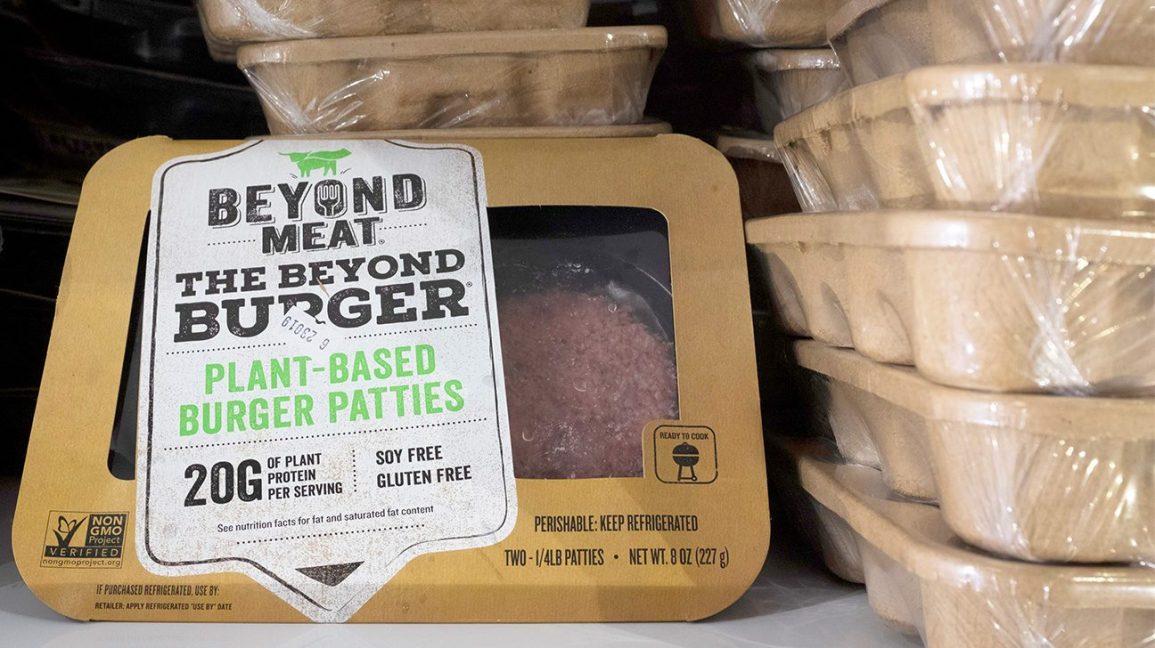 BEYOND
MEAT®
THE BEYOND
BURGER®
6 23019
PLANT-BASED
BURGER PATTIES
20G OF PLANT
PROTEIN
PER SERVING
SOY FREE
GLUTEN FREE
See nutrition facts for fat and saturated fat content
READY TO COOK
NON
GMO
Project
VERIFIED
nongmoproject.org
PERISHABLE: KEEP REFRIGERATED
TWO - 1/4LB PATTIES • NET WT. 8 OZ (227 g)
IF PURCHASED REFRIGERATED, USE BY:
RETAILER: APPLY REFRIGERATED "USE BY" DATE